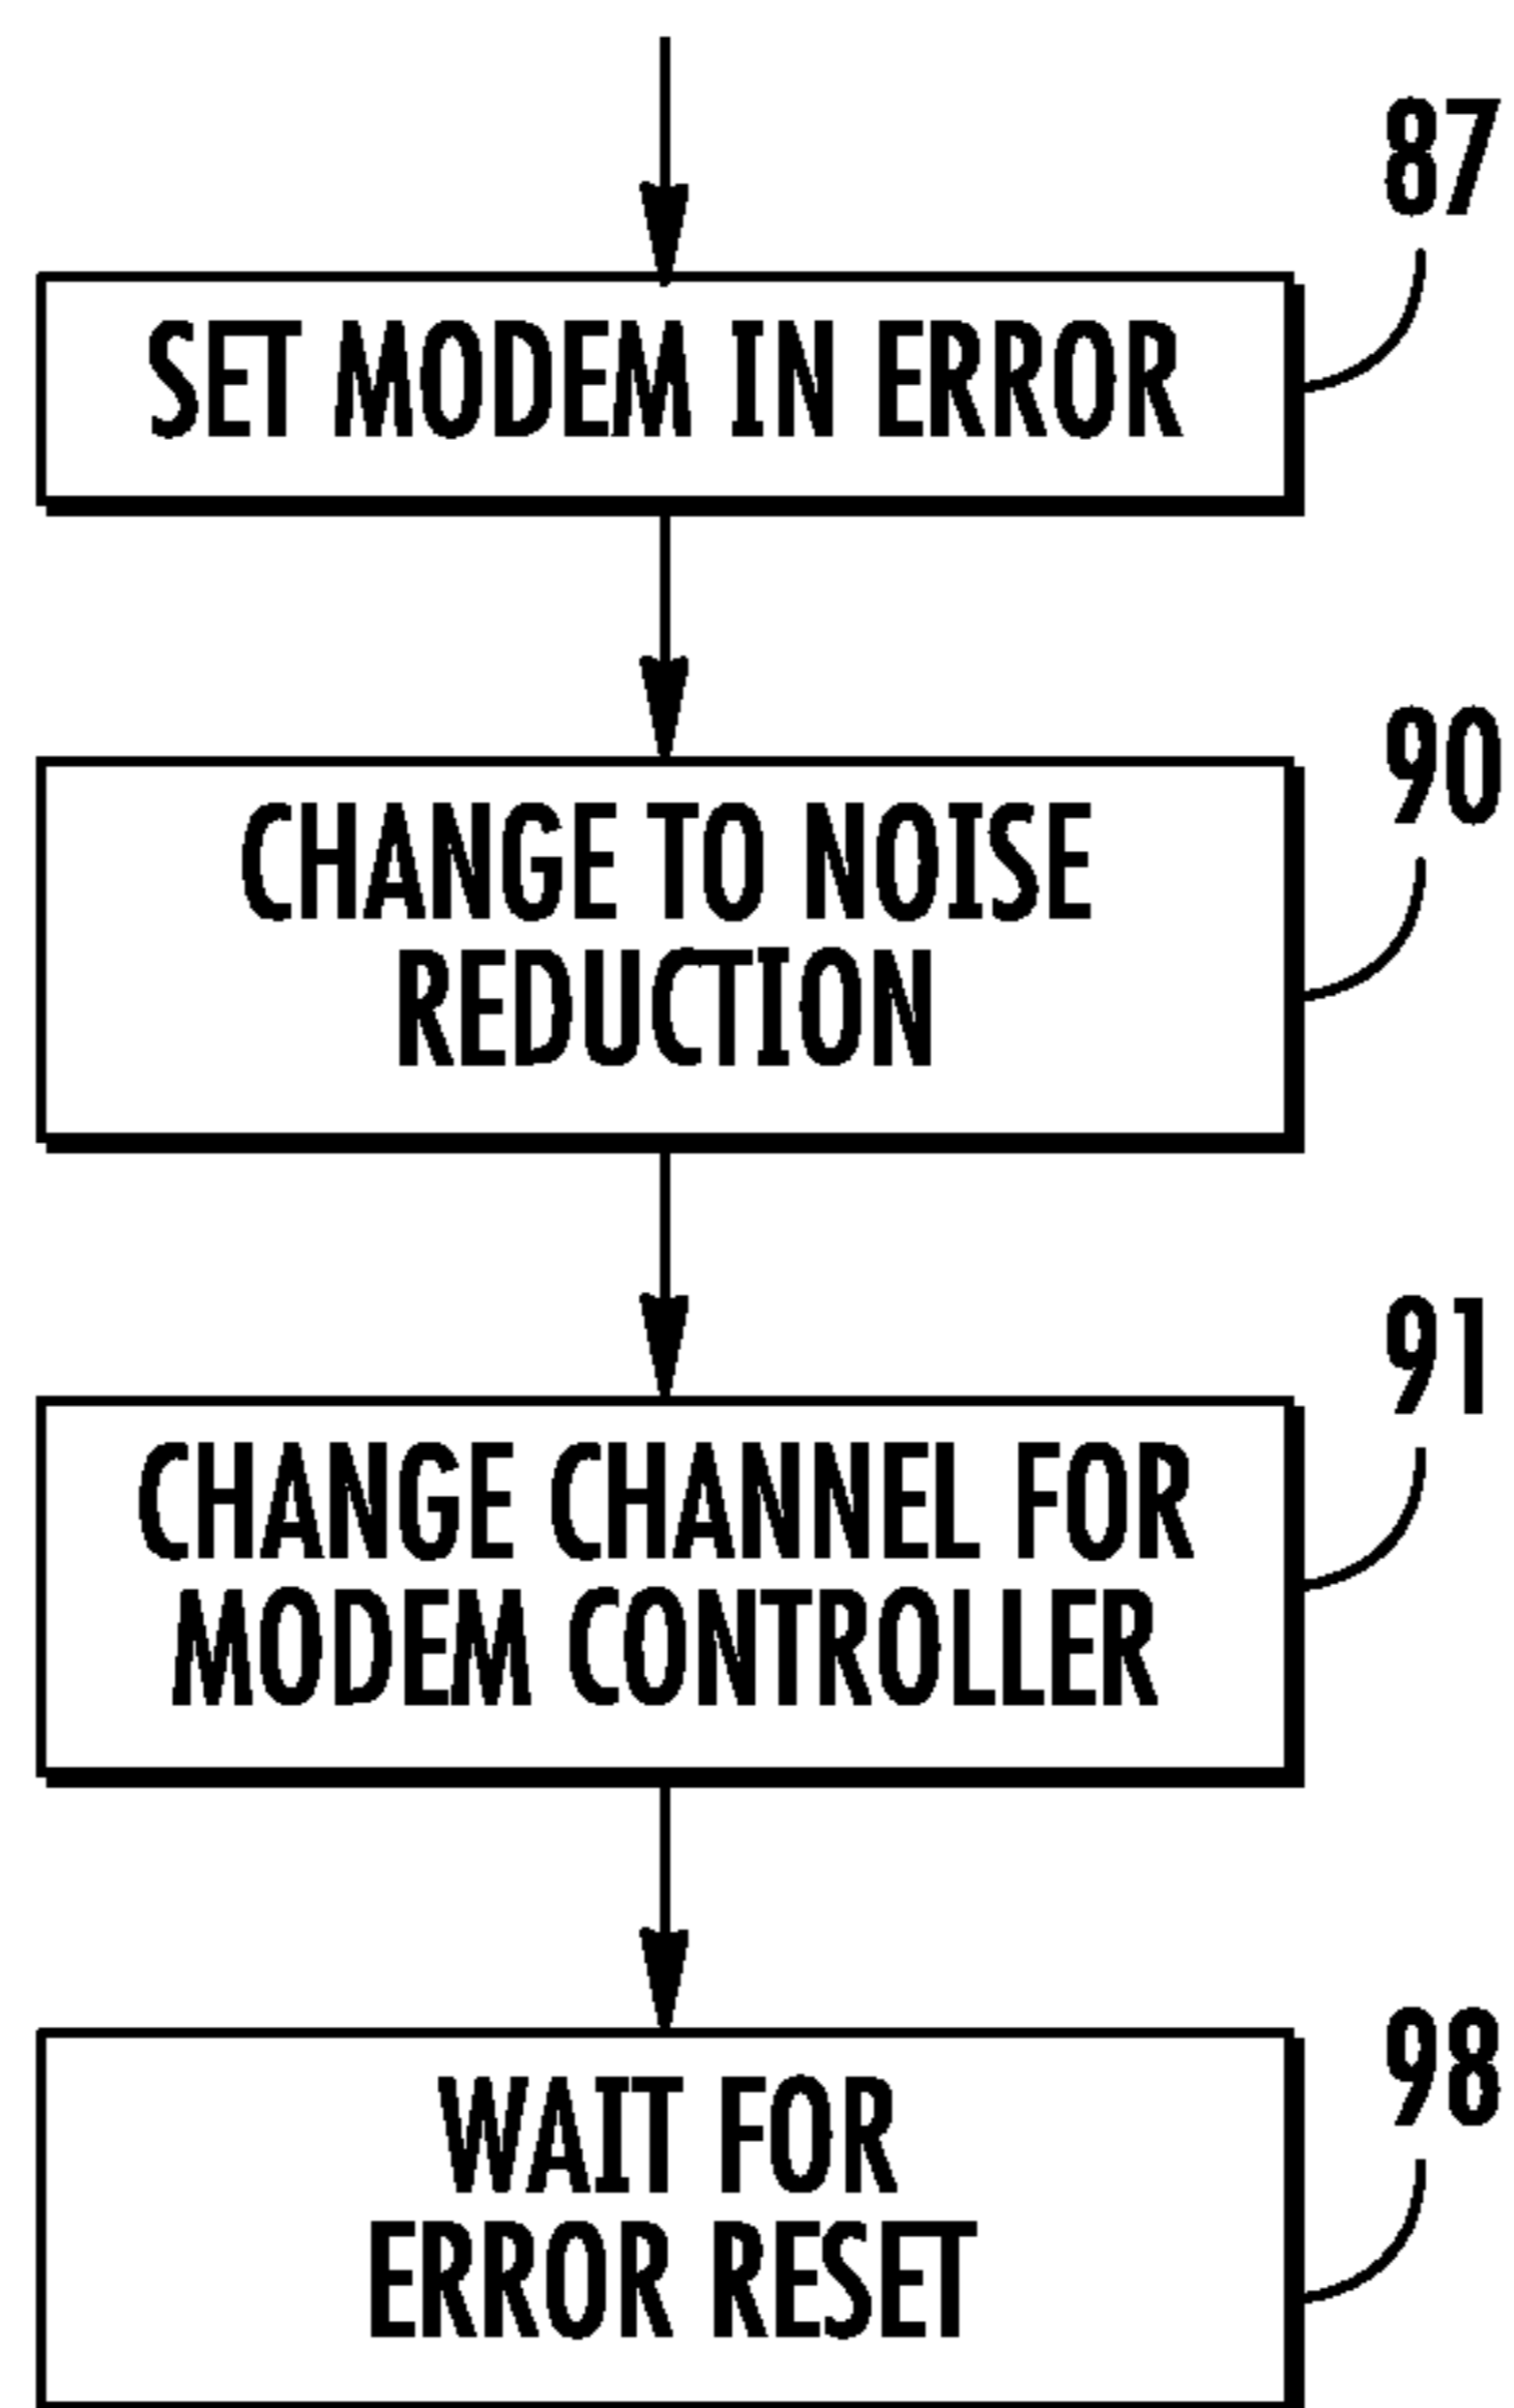 87
SET MODEM IN ERROR
90
CHANGE TO NOISE
REDUCTION
91
CHANGE CHANNEL FOR
MODEM CONTROLLER
98
WAIT FOR
ERROR RESET